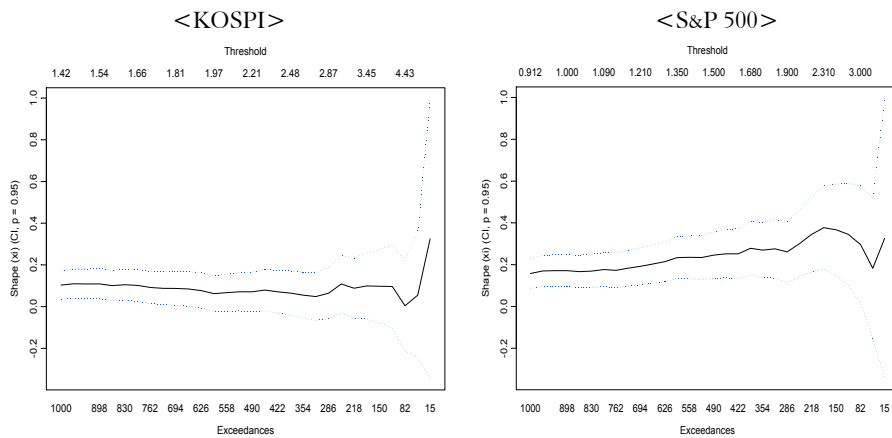 <KOSPI>
Threshold
1.42 1.54 1.66 1.81 1.97 2.21 2.48 2.87 3.45 4.43
Shape (xi) (CI, p = 0.95)
1.0
0.8
0.6
0.4
0.2
0.0
-0.2
1000 898 830 762 694 626 558 490 422 354 286 218 150 82 15
Exceedances
<S&P 500>
Threshold
0.912 1.000 1.090 1.210 1.350 1.500 1.680 1.900 2.310 3.000
Shape (xi) (CI, p = 0.95)
1.0
0.8
0.6
0.4
0.2
0.0
-0.2
1000 898 830 762 694 626 558 490 422 354 286 218 150 82 15
Exceedances